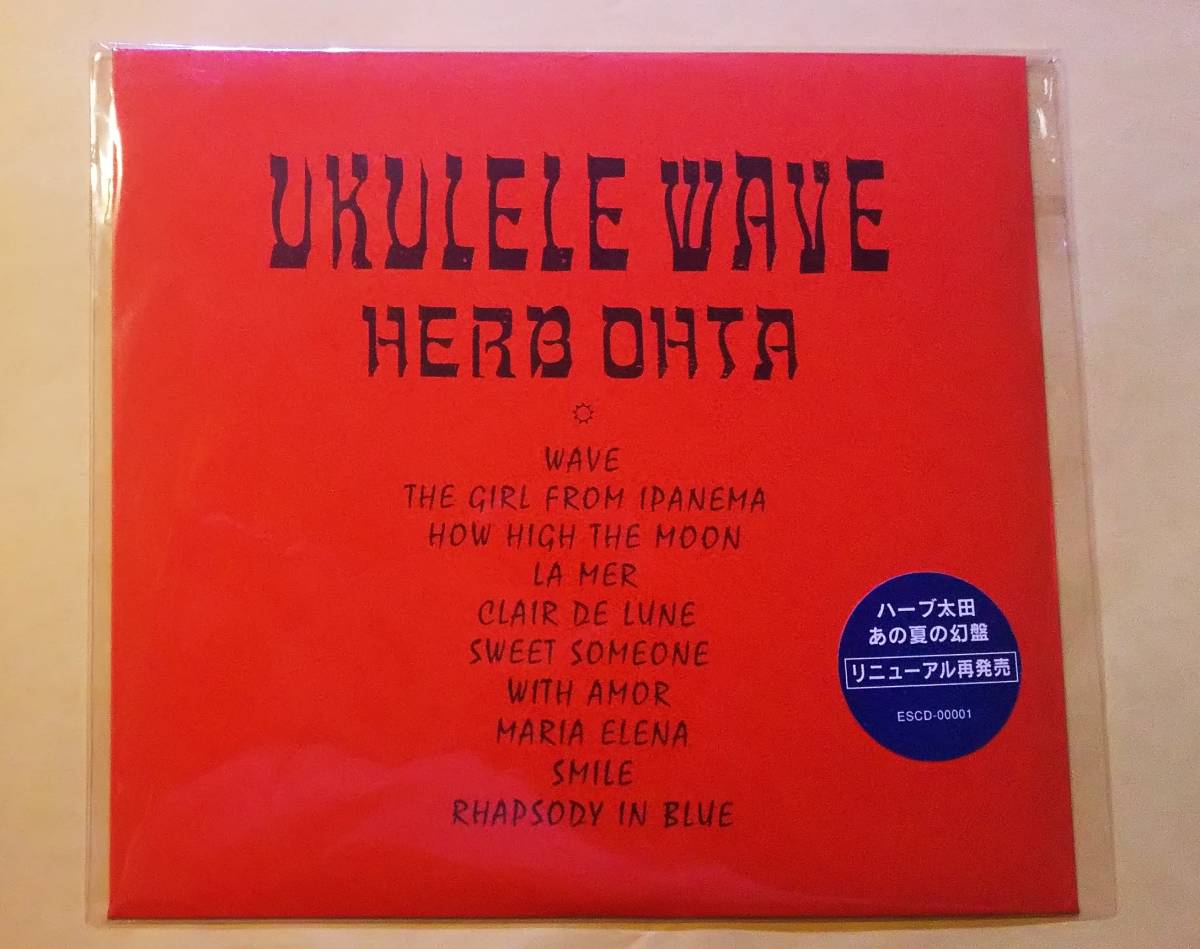 UKULELE WAVE
HERB OHTA
WAVE
THE GIRL FROM IPANEMA
HOW HIGH THE MOON
LA MER
CLAIR DE LUNE
SWEET SOMEONE
WITH AMOR
MARIA ELENA
SMILE
RHAPSODY IN BLUE
ハーブ太田
あの夏の幻盤
リニューアル再発売
ESCD-00001